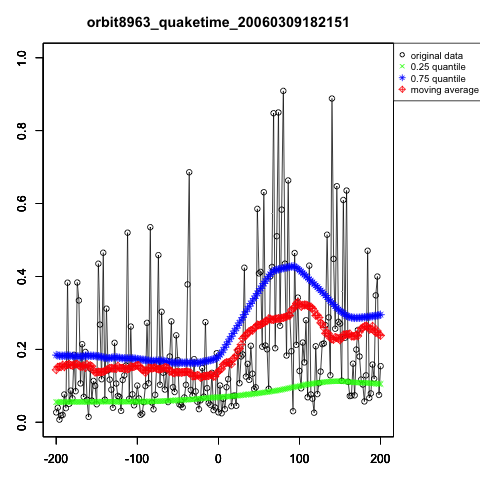 orbit8963_quaketime_20060309182151
original data
0.25 quantile
0.75 quantile
moving average
1.0
0.8
0.6
0.4
0.2
0.0
-200 -100 0 100 200